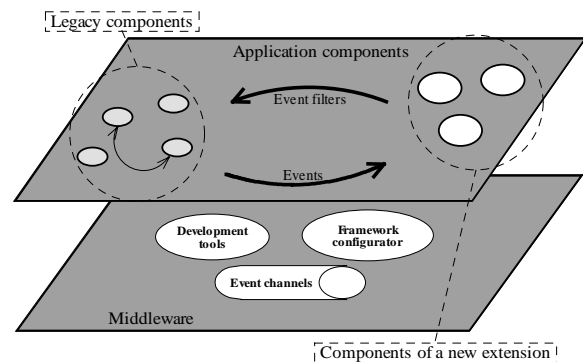 Legacy components
Application components
Event filters
Events
Development
tools
Framework
configurator
Event channels
Middleware
Components of a new extension